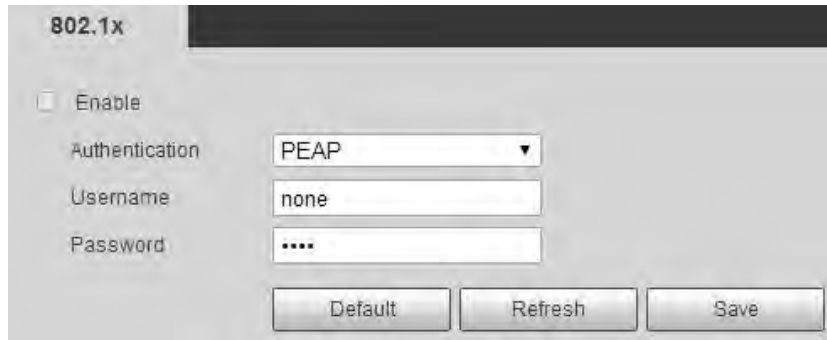 802.1x
Enable
Authentication PEAP
Username none
Password ••••
Default Refresh Save